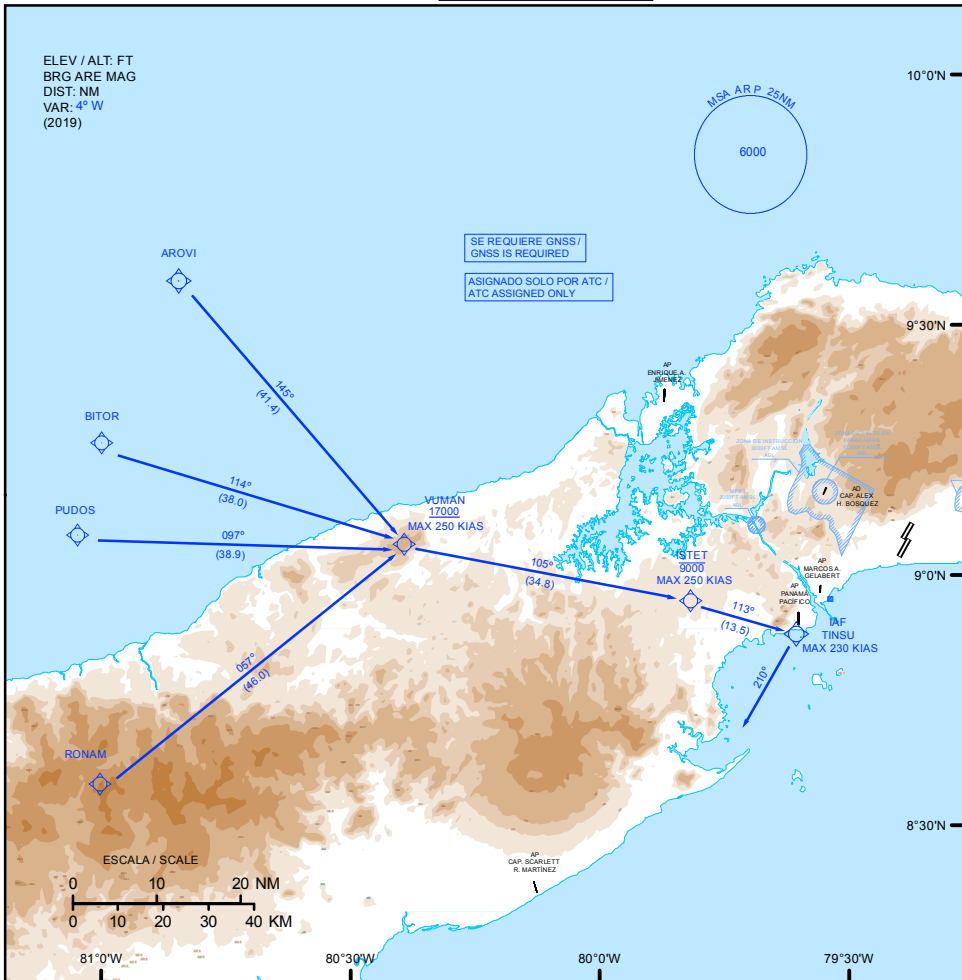 ELEV / ALT: FT
BRG ARE MAG
DIST: NM
VAR: 4° W
(2019)
10°0'N
MSA ARP 25NM
6000
SE REQUIERE GNSS /
GNSS IS REQUIRED
ASIGNADO SOLO POR ATC /
ATC ASSIGNED ONLY
AROVI
9°30'N
145°
(41.4)
AP
ENRIQUE A.
JIMENEZ
BITOR
114°
(38.0)
ZONA DE INSTRUCCIÓN
AD
CAP. ALEX
H. BOSQUEZ
PUDOS
097°
(38.9)
VUMAN
17000
MAX 250 KIAS
105°
(34.8)
ISTET
9000
MAX 250 KIAS
AP
MARCOS A.
GELABERT
9°0'N
AP
PANAMÁ
PACÍFICO
113°
(13.5)
IAF
TINSU
MAX 230 KIAS
057°
(46.0)
210°
RONAM
8°30'N
ESCALA / SCALE
0 10 20 NM
0 10 20 30 40 KM
AP
CAP. SCARLETT
R. MARTÍNEZ
81°0'W
80°30'W
80°0'W
79°30'W